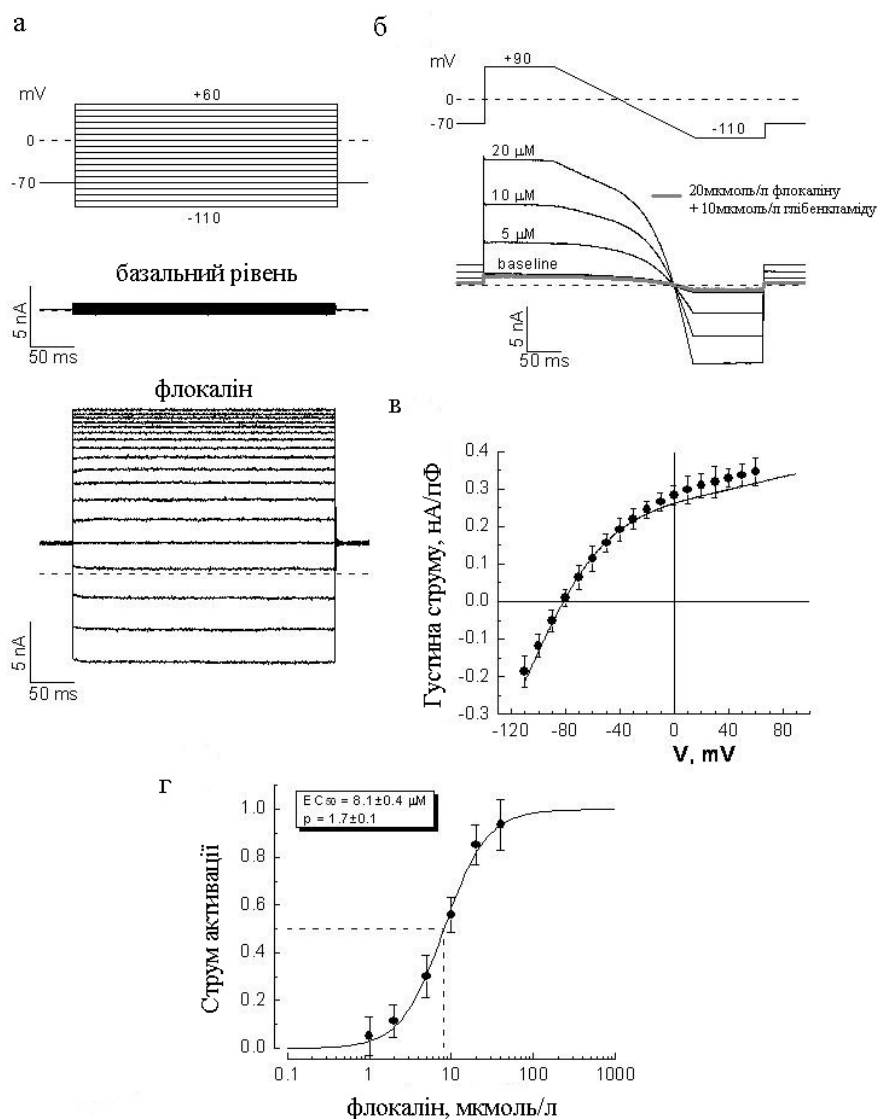 а
mV
+60
0
-70
-110
базальний рівень
5 nA
50 ms
флокалін
5 nA
50 ms
б
mV
+90
0
-70
-110
20 μM
10 μM
5 μM
baseline
20мкмоль/л флокаліну
+ 10мкмоль/л глібенкламіду
5 nA
50 ms
в
Густина струму, нА/пФ
0.4
0.3
0.2
0.1
0.0
-0.1
-0.2
-0.3
-120 -80 -40 0 40 80
V, mV
г
EC50 = 8.1±0.4 μM
p = 1.7±0.1
Струм активації
1.0
0.8
0.6
0.4
0.2
0.0
0.1 1 10 100 1000
флокалін, мкмоль/л